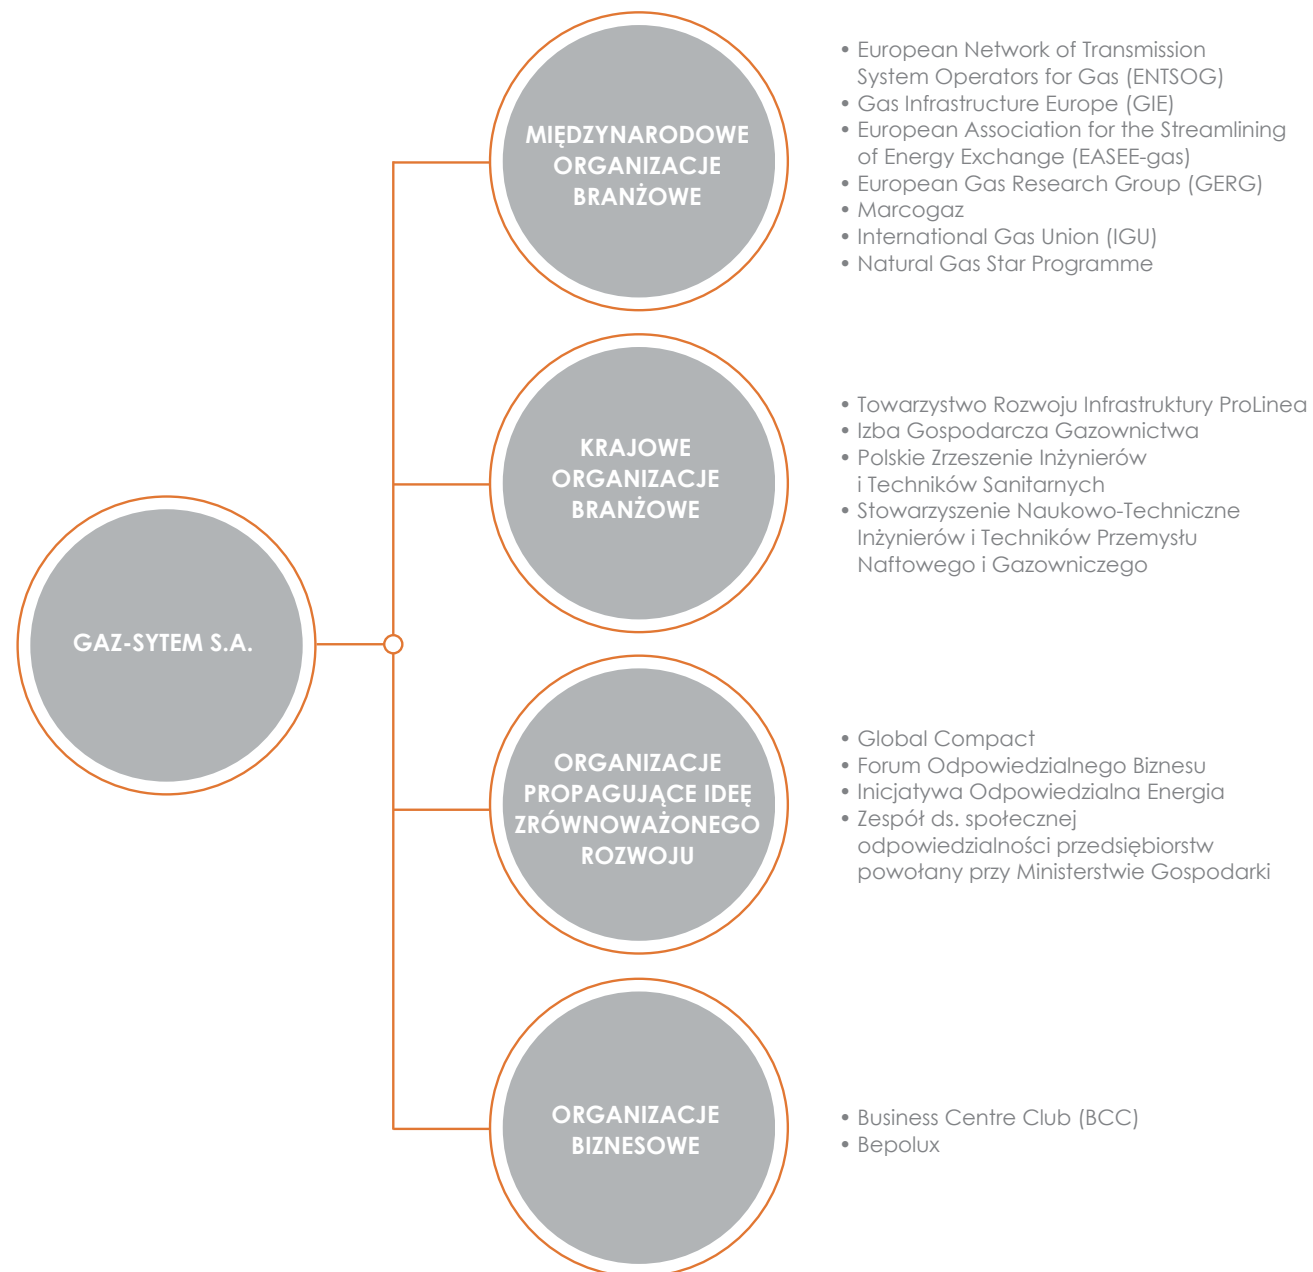 MIĘDZYNARODOWE
ORGANIZACJE
BRANŻOWE
• European Network of Transmission
System Operators for Gas (ENTSOG)
• Gas Infrastructure Europe (GIE)
• European Association for the Streamlining
of Energy Exchange (EASEE-gas)
• European Gas Research Group (GERG)
• Marcogaz
• International Gas Union (IGU)
• Natural Gas Star Programme
KRAJOWE
ORGANIZACJE
BRANŻOWE
• Towarzystwo Rozwoju Infrastruktury ProLinea
• Izba Gospodarcza Gazownictwa
• Polskie Zrzeszenie Inżynierów
i Techników Sanitarnych
• Stowarzyszenie Naukowo-Techniczne
Inżynierów i Techników Przemysłu
Naftowego i Gazowniczego
GAZ-SYTEM S.A.
ORGANIZACJE
PROPAGUJĄCE IDEĘ
ZRÓWNOWAŻONEGO
ROZWOJU
• Global Compact
• Forum Odpowiedzialnego Biznesu
• Inicjatywa Odpowiedzialna Energia
• Zespół ds. społecznej
odpowiedzialności przedsiębiorstw
powołany przy Ministerstwie Gospodarki
ORGANIZACJE
BIZNESOWE
• Business Centre Club (BCC)
• Bepolux